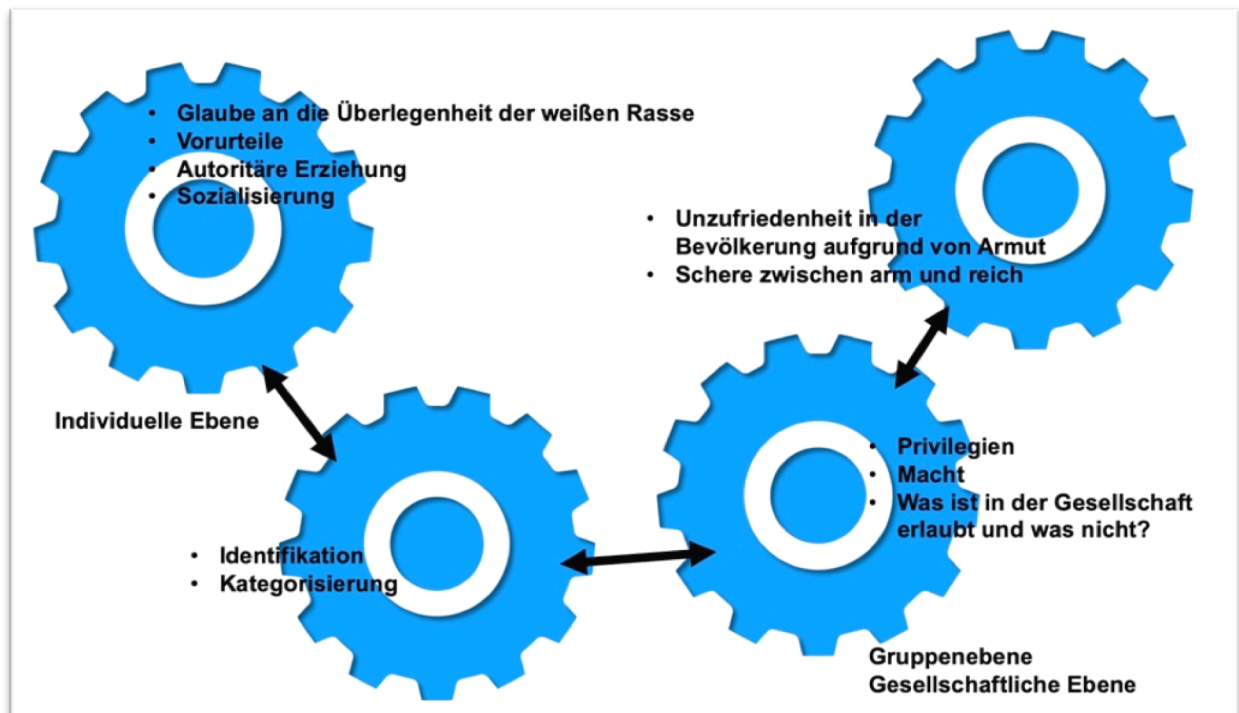 • Glaube an die Überlegenheit der weißen Rasse
• Vorurteile
• Autoritäre Erziehung
• Sozialisierung
• Unzufriedenheit in der
Bevölkerung aufgrund von Armut
• Schere zwischen arm und reich
Individuelle Ebene
• Privilegien
• Macht
• Was ist in der Gesellschaft
erlaubt und was nicht?
• Identifikation
• Kategorisierung
Gruppenebene
Gesellschaftliche Ebene